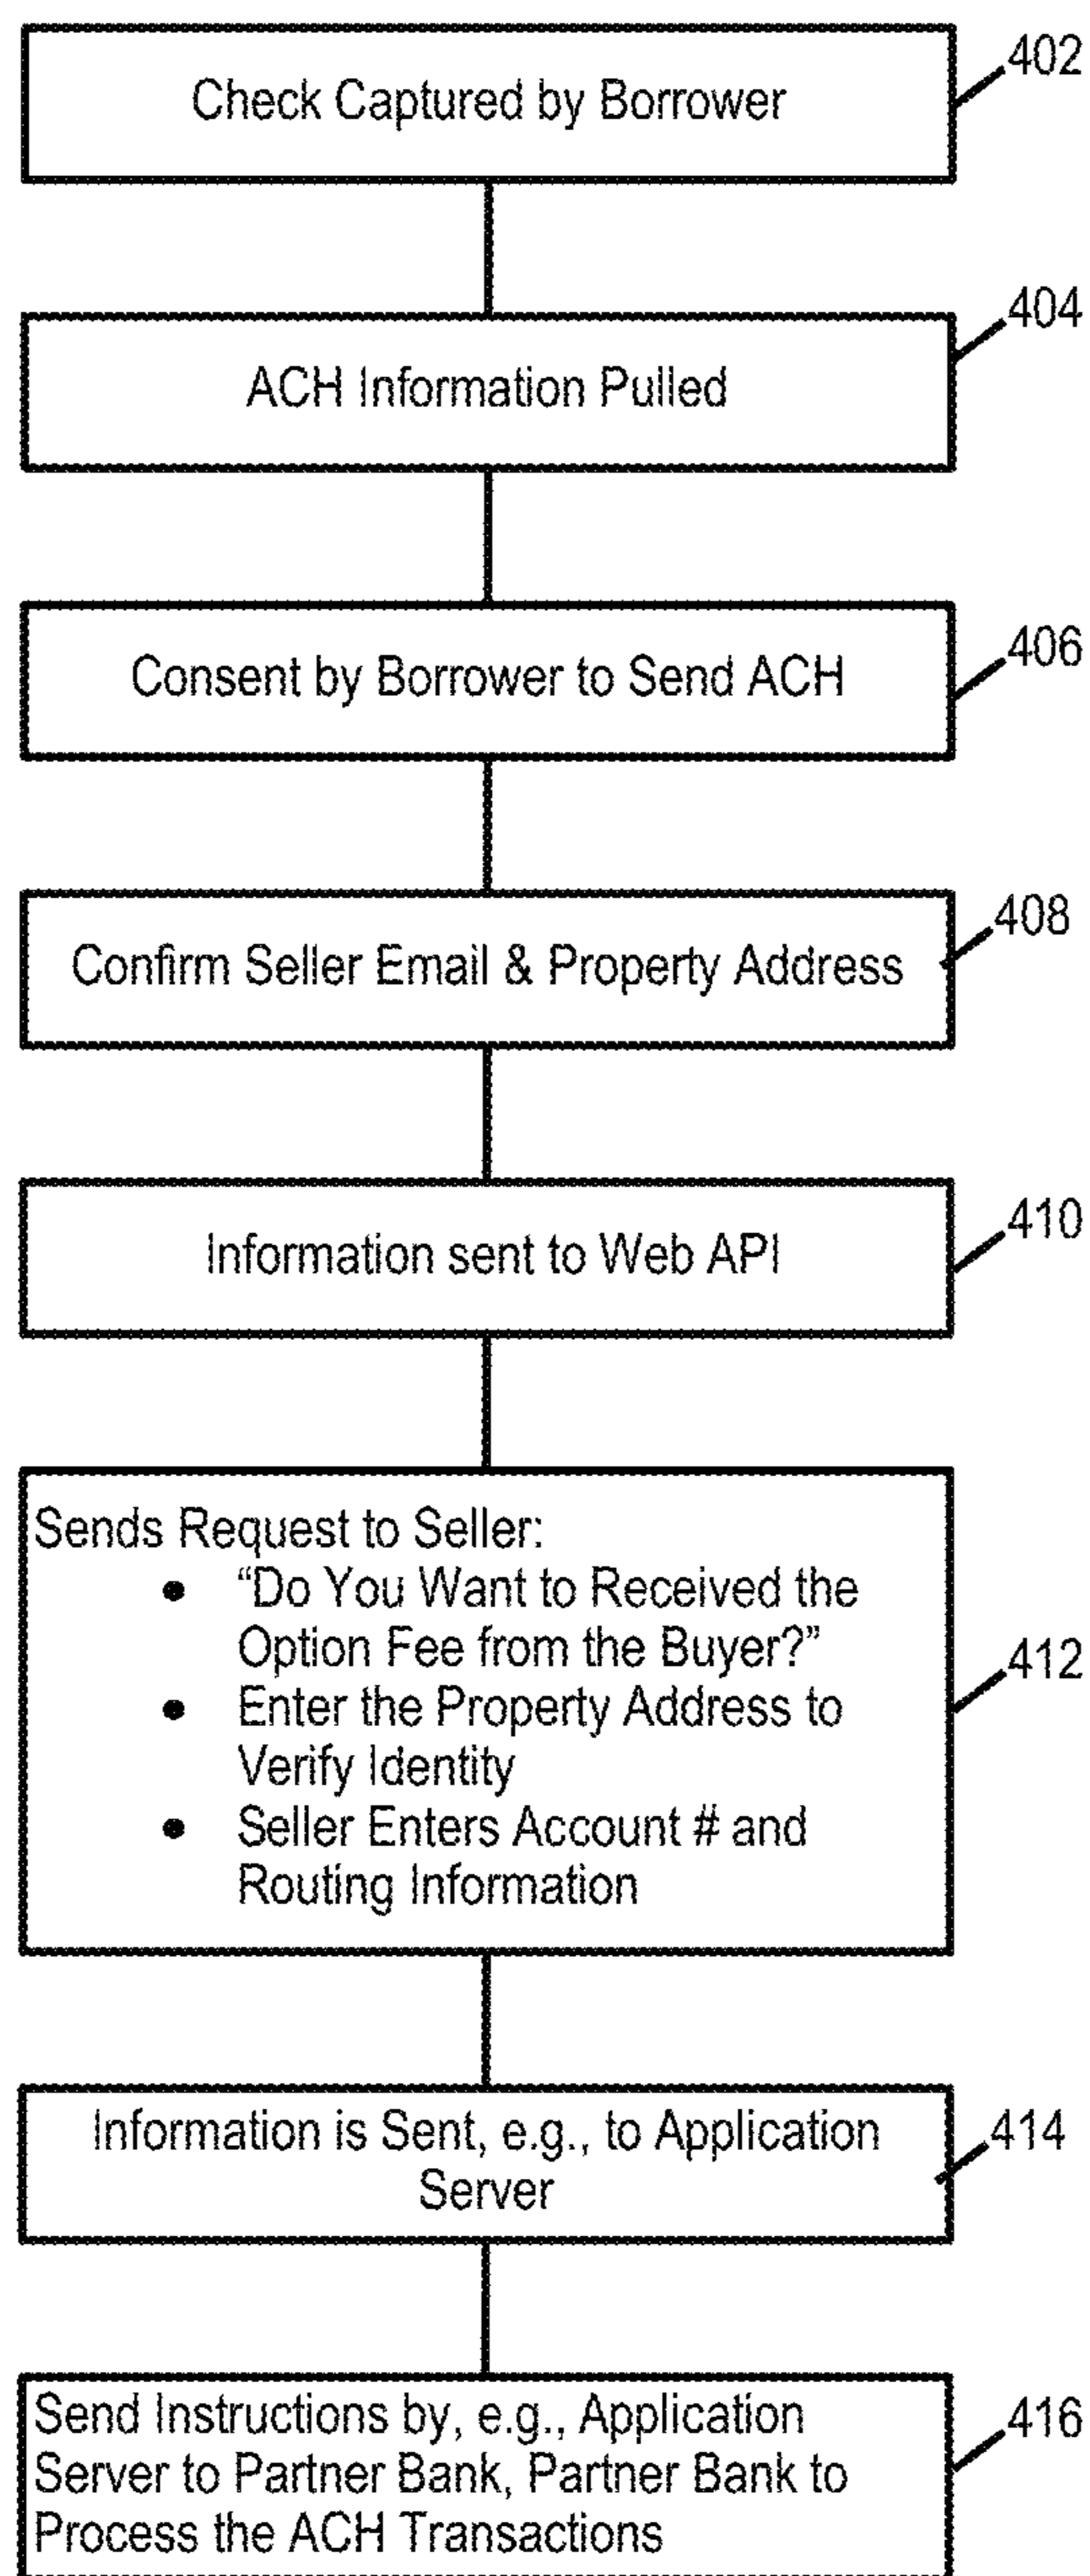 Check Captured by Borrower
402
ACH Information Pulled
404
Consent by Borrower to Send ACH
406
Confirm Seller Email & Property Address
408
Information sent to Web API
410
Sends Request to Seller:
• “Do You Want to Received the
Option Fee from the Buyer?”
• Enter the Property Address to
Verify Identity
• Seller Enters Account # and
Routing Information
412
Information is Sent, e.g., to Application
Server
414
Send Instructions by, e.g., Application
Server to Partner Bank, Partner Bank to
Process the ACH Transactions
416